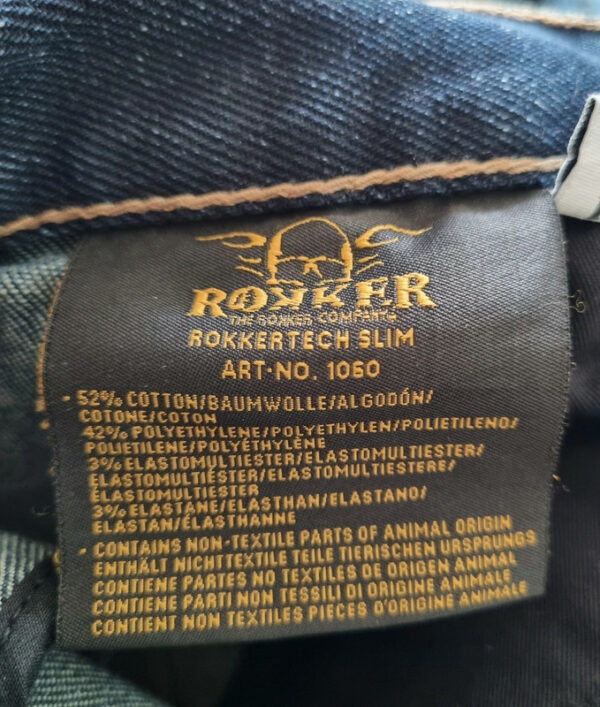 ROKKER
THE ROKKER COMPANY
ROKKERTECH SLIM
ART-NO. 1060
• 52% COTTON/BAUMWOLLE/ALGODÓN/
COTONE/COTON
42% POLYETHYLENE/POLYETHYLEN/POLIETILENO/
POLIETILENE/POLYÉTHYLÈNE
3% ELASTOMULTIESTER/ELASTOMULTIESTER/
ELASTOMULTIÉSTER/ELASTOMULTIESTERE/
ÉLASTOMULTIESTER
3% ELASTANE/ELASTHAN/ELASTANO/
ELASTAN/ÉLASTHANNE
• CONTAINS NON-TEXTILE PARTS OF ANIMAL ORIGIN
ENTHÄLT NICHTTEXTILE TEILE TIERISCHEN URSPRUNGS
CONTIENE PARTES NO TEXTILES DE ORIGEN ANIMAL
CONTIENE PARTI NON TESSILI DI ORIGINE ANIMALE
CONTIENT NON TEXTILES PIECES D'ORIGINE ANIMALE